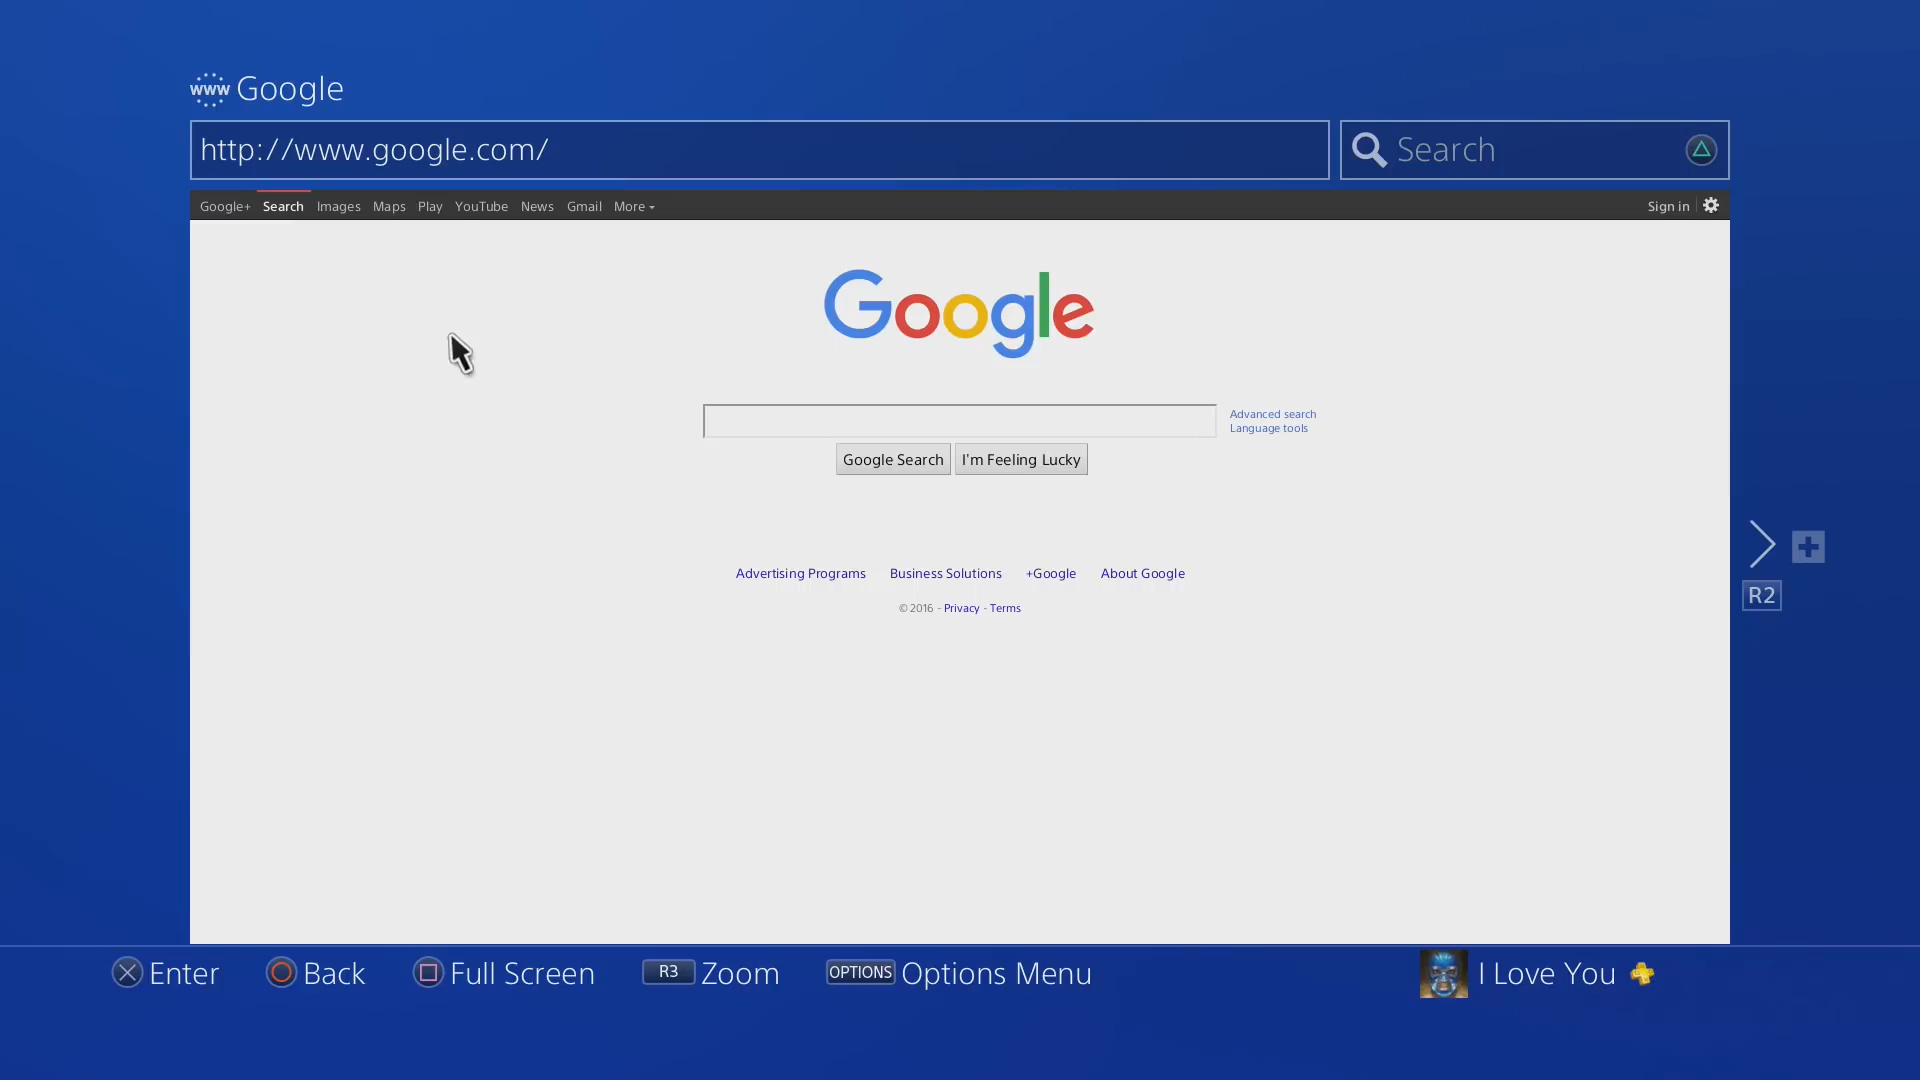 www Google
http://www.google.com/
Search
Google+ Search Images Maps Play YouTube News Gmail More
Sign in
Google
Advanced search
Language tools
Google Search I'm Feeling Lucky
Advertising Programs Business Solutions +Google About Google
© 2016 - Privacy - Terms
R2
Enter Back Full Screen R3 Zoom OPTIONS Options Menu I Love You